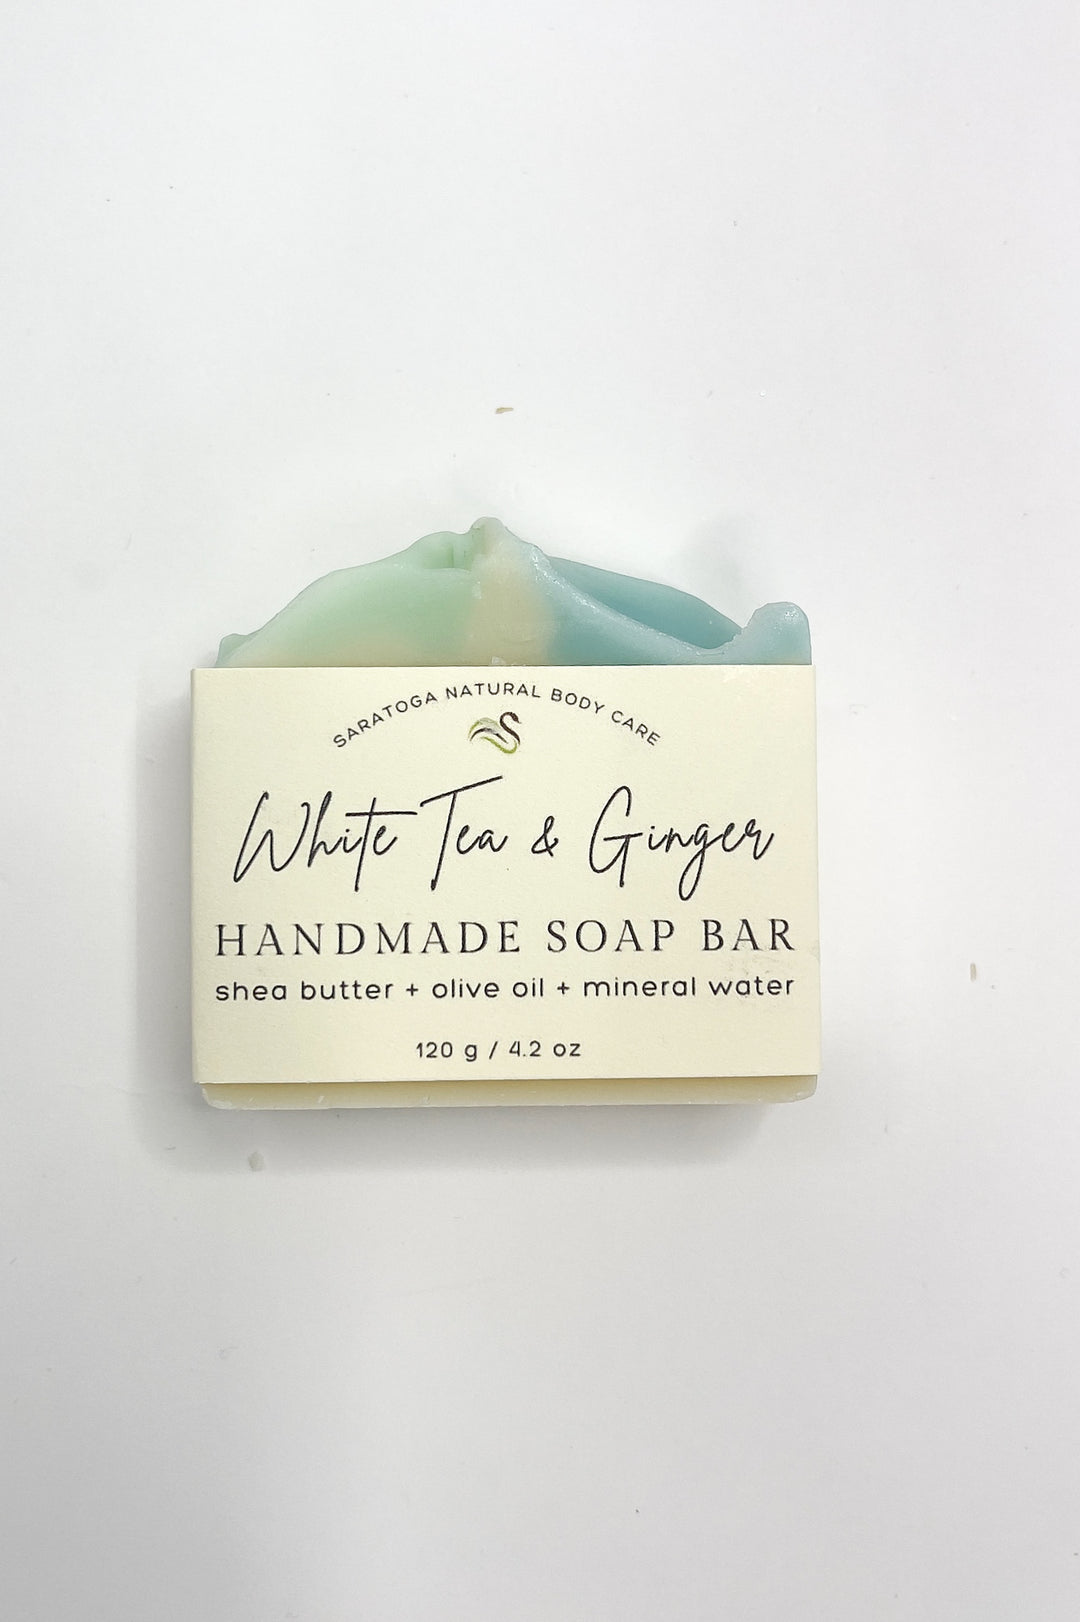 SARATOGA NATURAL BODY CARE
White Tea & Ginger
HANDMADE SOAP BAR
shea butter + olive oil + mineral water
120 g / 4.2 oz